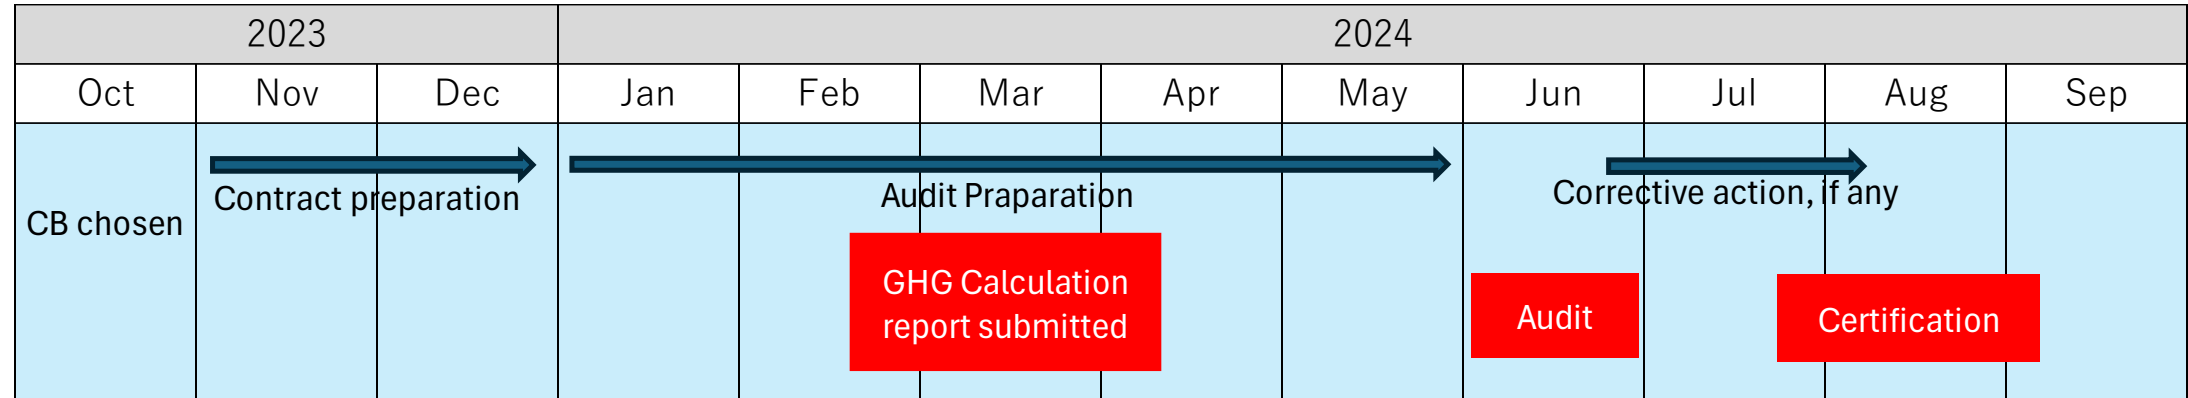 2023
2024
Oct
Nov
Dec
Jan
Feb
Mar
Apr
May
Jun
Jul
Aug
Sep
CB chosen
Contract preparation
Audit Praparation
Corrective action, if any
GHG Calculation
report submitted
Audit
Certification